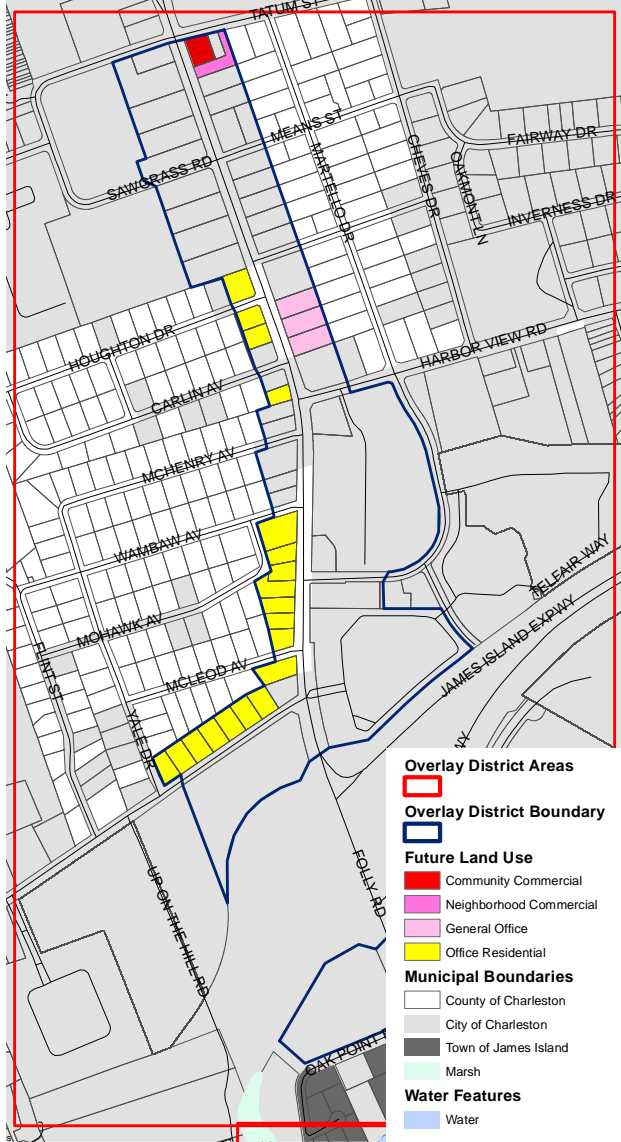 TATUM ST
MEANS ST
FAIRWAY DR
SAWGRASS RD
MARTELLO DR
CHEVES DR
OAKMONT LN
INVERNESS DR
HOUGHTON DR
HARBOR VIEW RD
CARLIN AV
MCHENRY AV
WAMBAW AV
TELFAIR WAY
MOHAWK AV
FLINT ST
MCLEOD AV
JAMES ISLAND EXPWY
YALE DR
UP ON THE HILL RD
FOLLY RD
OAK POINT
Overlay District Areas
Overlay District Boundary
Future Land Use
Community Commercial
Neighborhood Commercial
General Office
Office Residential
Municipal Boundaries
County of Charleston
City of Charleston
Town of James Island
Marsh
Water Features
Water